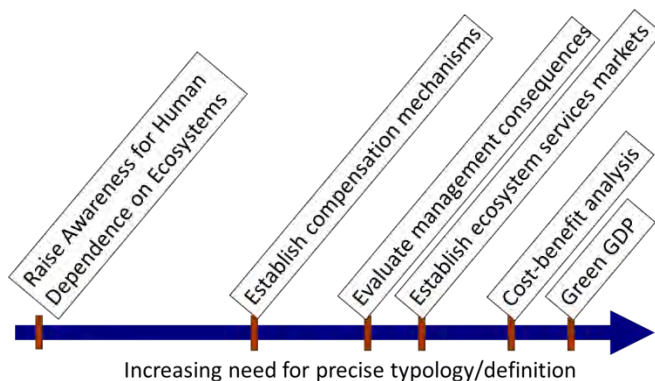 Raise Awareness for Human
Dependence on Ecosystems
Establish compensation mechanisms
Evaluate management consequences
Establish ecosystem services markets
Cost-benefit analysis
Green GDP
Increasing need for precise typology/definition